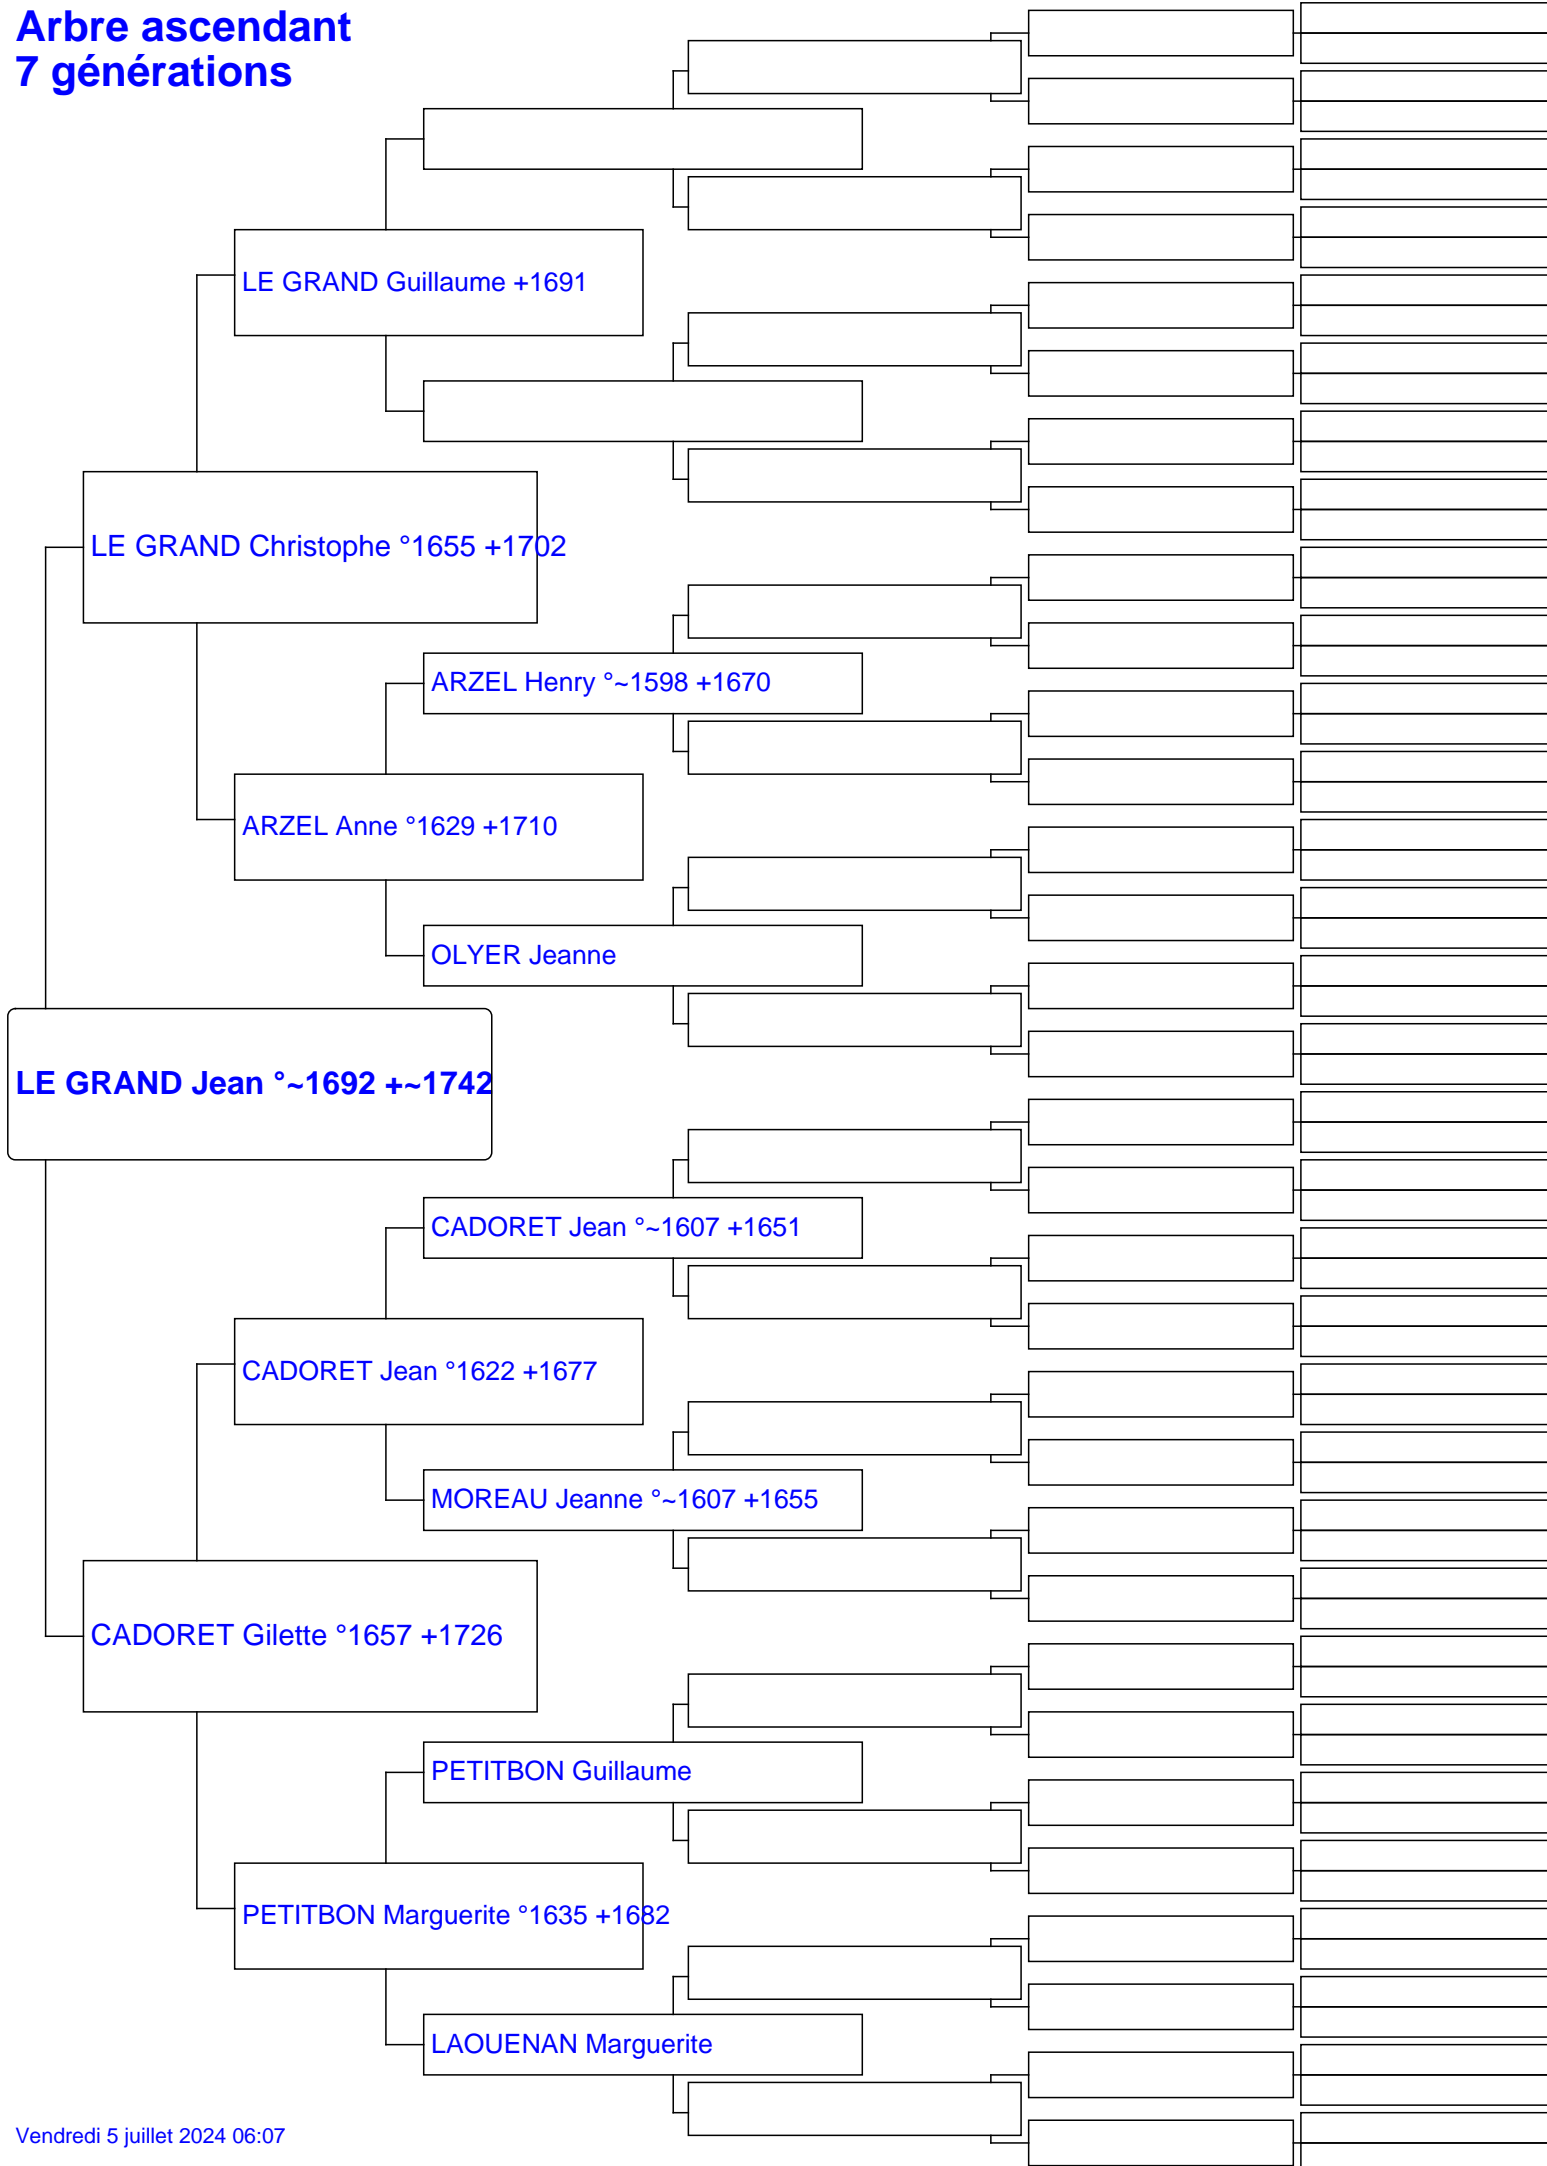 Arbre ascendant
7 générations
LE GRAND Guillaume +1691
LE GRAND Christophe °1655 +1702
ARZEL Henry °~1598 +1670
ARZEL Anne °1629 +1710
OLYER Jeanne
LE GRAND Jean °~1692 +~1742
CADORET Jean °~1607 +1651
CADORET Jean °1622 +1677
MOREAU Jeanne °~1607 +1655
CADORET Gilette °1657 +1726
PETITBON Guillaume
PETITBON Marguerite °1635 +1682
LAOUENAN Marguerite
Vendredi 5 juillet 2024 06:07